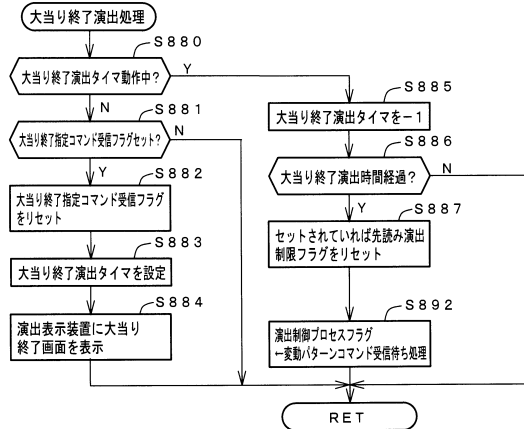 大当り終了演出処理
S880
大当り終了演出タイマ動作中?
Y
N
S881
大当り終了指定コマンド受信フラグセット?
N
Y
S882
大当り終了指定コマンド受信フラグ
をリセット
S883
大当り終了演出タイマを設定
S884
演出表示装置に大当り
終了画面を表示
S885
大当り終了演出タイマを-1
S886
大当り終了演出時間経過?
N
Y
S887
セットされていれば先読み演出
制限フラグをリセット
S892
演出制御プロセスフラグ
←変動パターンコマンド受信待ち処理
RET